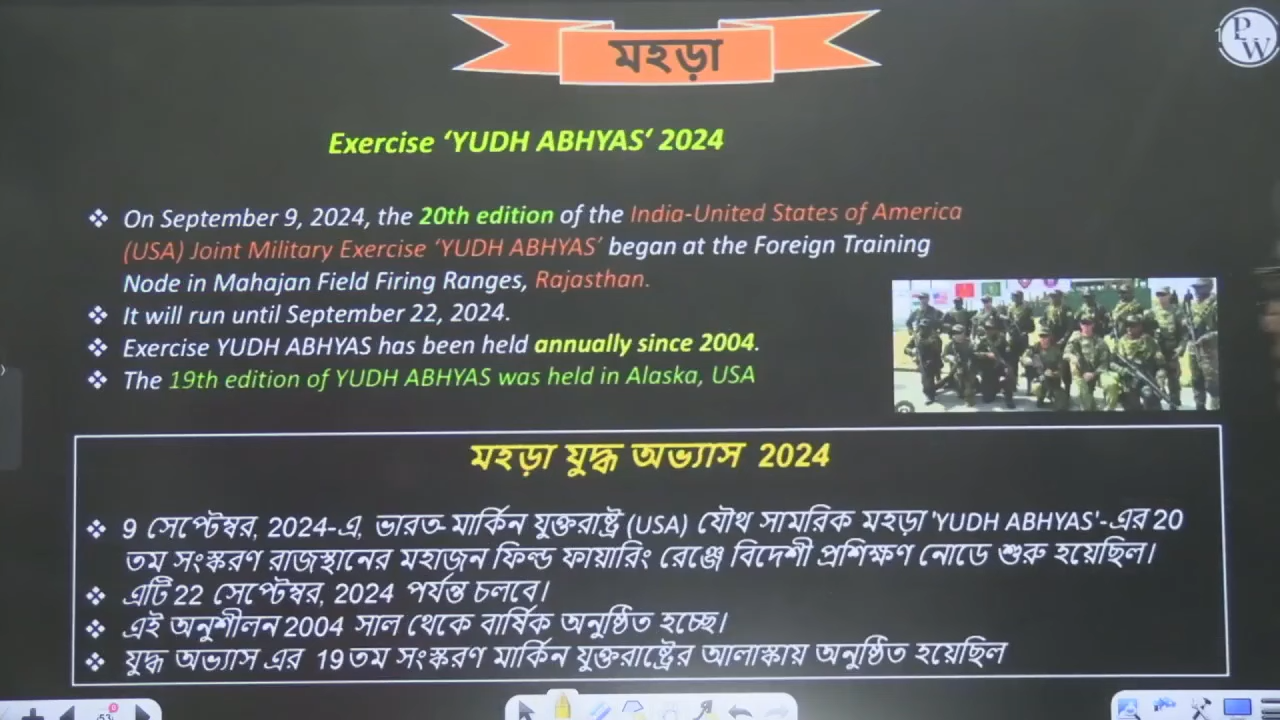 মহড়া
PW
Exercise ‘YUDH ABHYAS‘ 2024
❖ On September 9, 2024, the 20th edition of the India-United States of America
(USA) Joint Military Exercise ‘YUDH ABHYAS’ began at the Foreign Training
Node in Mahajan Field Firing Ranges, Rajasthan.
❖ It will run until September 22, 2024.
❖ Exercise YUDH ABHYAS has been held annually since 2004.
❖ The 19th edition of YUDH ABHYAS was held in Alaska, USA
মহড়া যুদ্ধ অভ্যাস 2024
❖ 9 সেপ্টেম্বর, 2024-এ, ভারত-মার্কিন যুক্তরাষ্ট্র (USA) যৌথ সামরিক মহড়া 'YUDH ABHYAS'-এর 20
তম সংস্করণ রাজস্থানের মহাজন ফিল্ড ফায়ারিং রেঞ্জে বিদেশী প্রশিক্ষণ নোডে শুরু হয়েছিল।
❖ এটি 22 সেপ্টেম্বর, 2024 পর্যন্ত চলবে।
❖ এই অনুশীলন 2004 সাল থেকে বার্ষিক অনুষ্ঠিত হচ্ছে।
❖ যুদ্ধ অভ্যাস এর 19তম সংস্করণ মার্কিন যুক্তরাষ্ট্রের আলাস্কায় অনুষ্ঠিত হয়েছিল
53